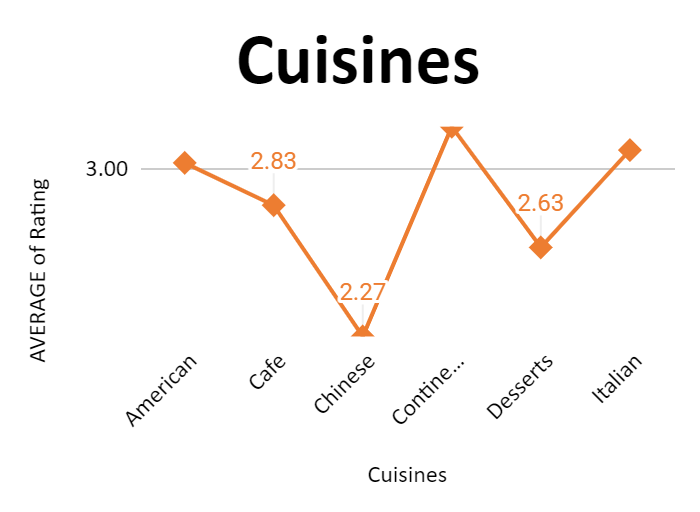 Cuisines
3.00
2.83
2.63
2.27
AVERAGE of Rating
American
Cafe
Chinese
Contine...
Desserts
Italian
Cuisines